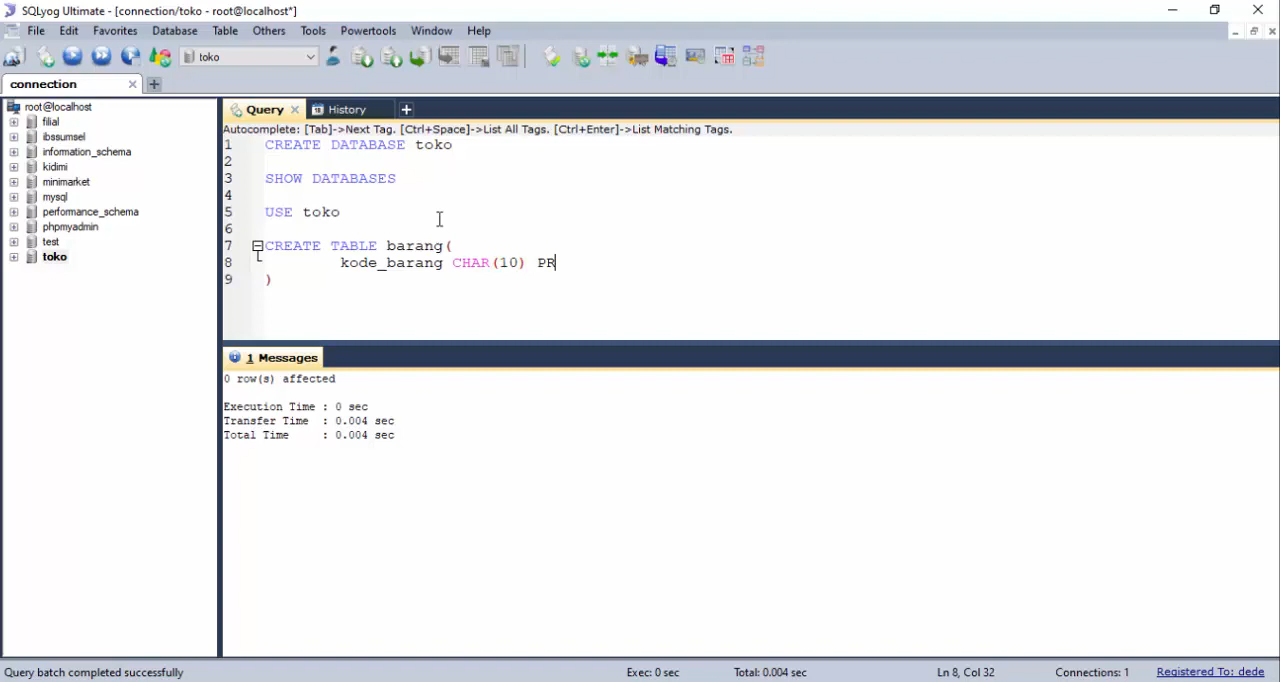 SQLyog Ultimate - [connection/toko - root@localhost*]
File Edit Favorites Database Table Others Tools Powertools Window Help
toko
connection
root@localhost
filial
ibssumsel
information_schema
kidimi
minimarket
mysql
performance_schema
phpmyadmin
test
toko
Query History
Autocomplete: [Tab]->Next Tag. [Ctrl+Space]->List All Tags. [Ctrl+Enter]->List Matching Tags.
1 CREATE DATABASE toko
2
3 SHOW DATABASES
4
5 USE toko
6
7 CREATE TABLE barang(
8 kode_barang CHAR(10) PR
9 )
1 Messages
0 row(s) affected
Execution Time : 0 sec
Transfer Time : 0.004 sec
Total Time : 0.004 sec
Query batch completed successfully Exec: 0 sec Total: 0.004 sec Ln 8, Col 32 Connections: 1 Registered To: dede